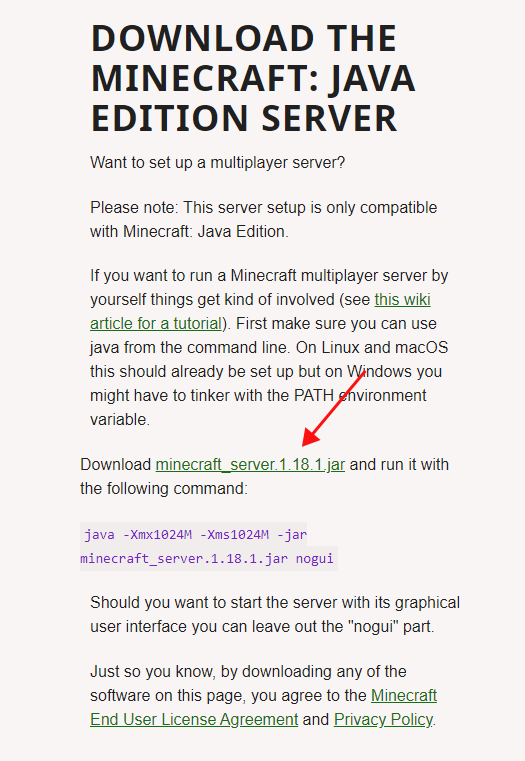 DOWNLOAD THE
MINECRAFT: JAVA
EDITION SERVER
Want to set up a multiplayer server?
Please note: This server setup is only compatible
with Minecraft: Java Edition.
If you want to run a Minecraft multiplayer server by
yourself things get kind of involved (see this wiki
article for a tutorial). First make sure you can use
java from the command line. On Linux and macOS
this should already be set up but on Windows you
might have to tinker with the PATH environment
variable.
Download minecraft_server.1.18.1.jar and run it with
the following command:
java -Xmx1024M -Xms1024M -jar
minecraft_server.1.18.1.jar nogui
Should you want to start the server with its graphical
user interface you can leave out the "nogui" part.
Just so you know, by downloading any of the
software on this page, you agree to the Minecraft
End User License Agreement and Privacy Policy.